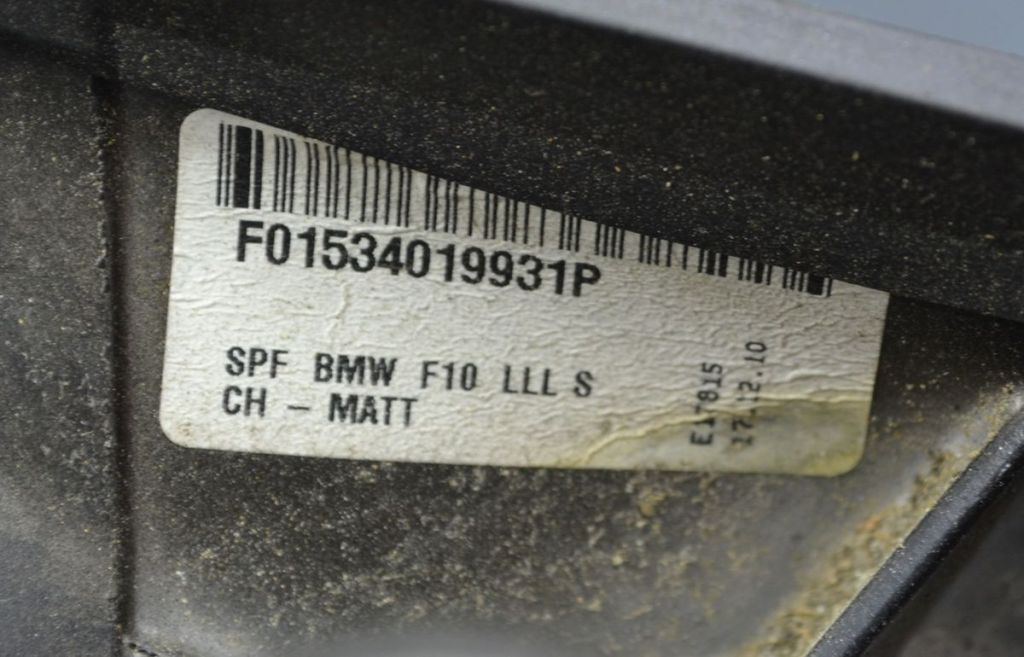 F01534019931P
SPF BMW F10 LLL S
CH - MATT
E17815
17.12.10